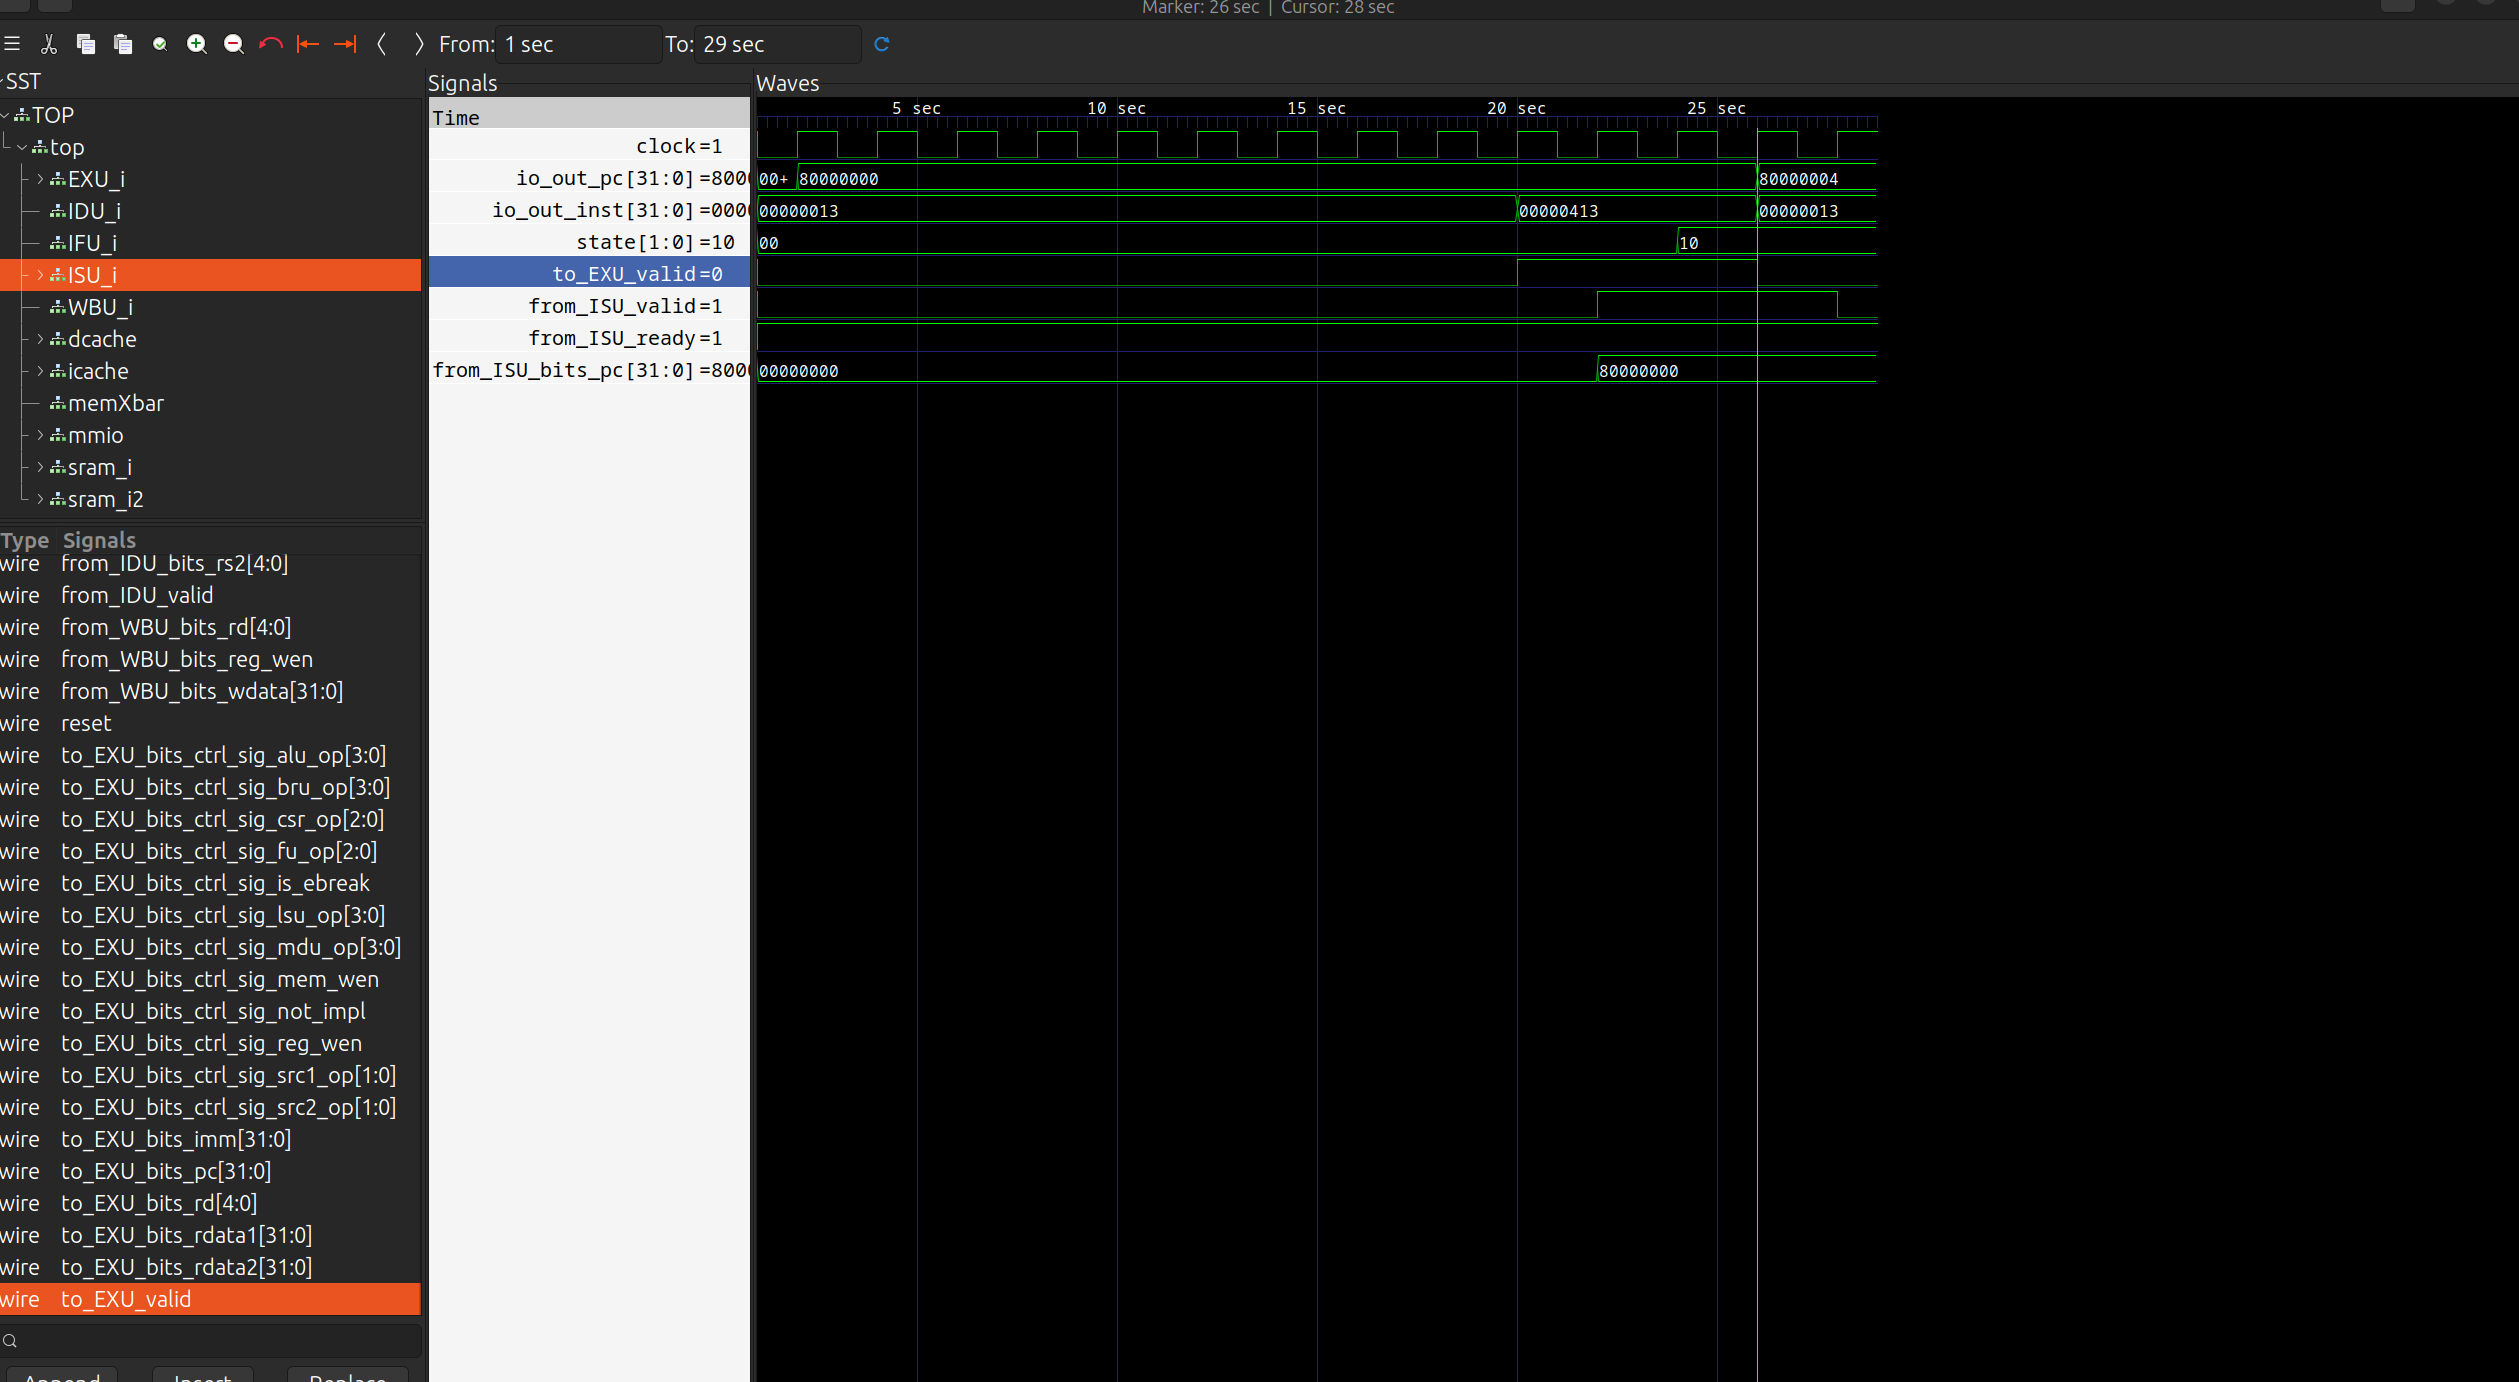 Marker: 26 sec | Cursor: 28 sec
From: 1 sec To: 29 sec
SST
TOP
top
EXU_i
IDU_i
IFU_i
ISU_i
WBU_i
dcache
icache
memXbar
mmio
sram_i
sram_i2
Type Signals
wire from_IDU_bits_rs2[4:0]
wire from_IDU_valid
wire from_WBU_bits_rd[4:0]
wire from_WBU_bits_reg_wen
wire from_WBU_bits_wdata[31:0]
wire reset
wire to_EXU_bits_ctrl_sig_alu_op[3:0]
wire to_EXU_bits_ctrl_sig_bru_op[3:0]
wire to_EXU_bits_ctrl_sig_csr_op[2:0]
wire to_EXU_bits_ctrl_sig_fu_op[2:0]
wire to_EXU_bits_ctrl_sig_is_ebreak
wire to_EXU_bits_ctrl_sig_lsu_op[3:0]
wire to_EXU_bits_ctrl_sig_mdu_op[3:0]
wire to_EXU_bits_ctrl_sig_mem_wen
wire to_EXU_bits_ctrl_sig_not_impl
wire to_EXU_bits_ctrl_sig_reg_wen
wire to_EXU_bits_ctrl_sig_src1_op[1:0]
wire to_EXU_bits_ctrl_sig_src2_op[1:0]
wire to_EXU_bits_imm[31:0]
wire to_EXU_bits_pc[31:0]
wire to_EXU_bits_rd[4:0]
wire to_EXU_bits_rdata1[31:0]
wire to_EXU_bits_rdata2[31:0]
wire to_EXU_valid
Append Insert Replace
Signals
Time
clock=1
io_out_pc[31:0]=800
io_out_inst[31:0]=000
state[1:0]=10
to_EXU_valid=0
from_ISU_valid=1
from_ISU_ready=1
from_ISU_bits_pc[31:0]=800
Waves
5 sec 10 sec 15 sec 20 sec 25 sec
00+ 80000000 80000004
00000013 00000413 00000013
00 10
00000000 80000000